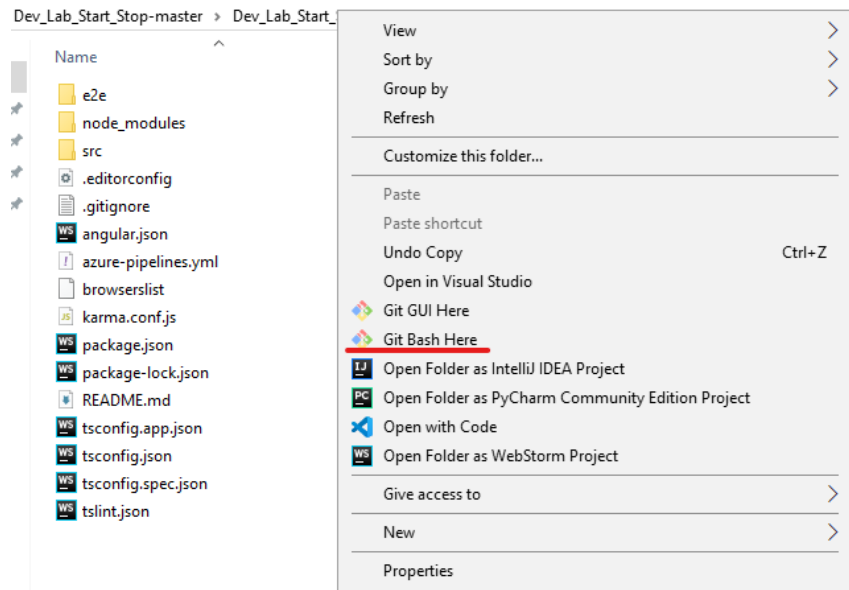 Dev_Lab_Start_Stop-master > Dev_Lab_Start_
Name
e2e
node_modules
src
.editorconfig
.gitignore
angular.json
azure-pipelines.yml
browserslist
karma.conf.js
package.json
package-lock.json
README.md
tsconfig.app.json
tsconfig.json
tsconfig.spec.json
tslint.json
View
Sort by
Group by
Refresh
Customize this folder...
Paste
Paste shortcut
Undo Copy Ctrl+Z
Open in Visual Studio
Git GUI Here
Git Bash Here
Open Folder as IntelliJ IDEA Project
Open Folder as PyCharm Community Edition Project
Open with Code
Open Folder as WebStorm Project
Give access to
New
Properties